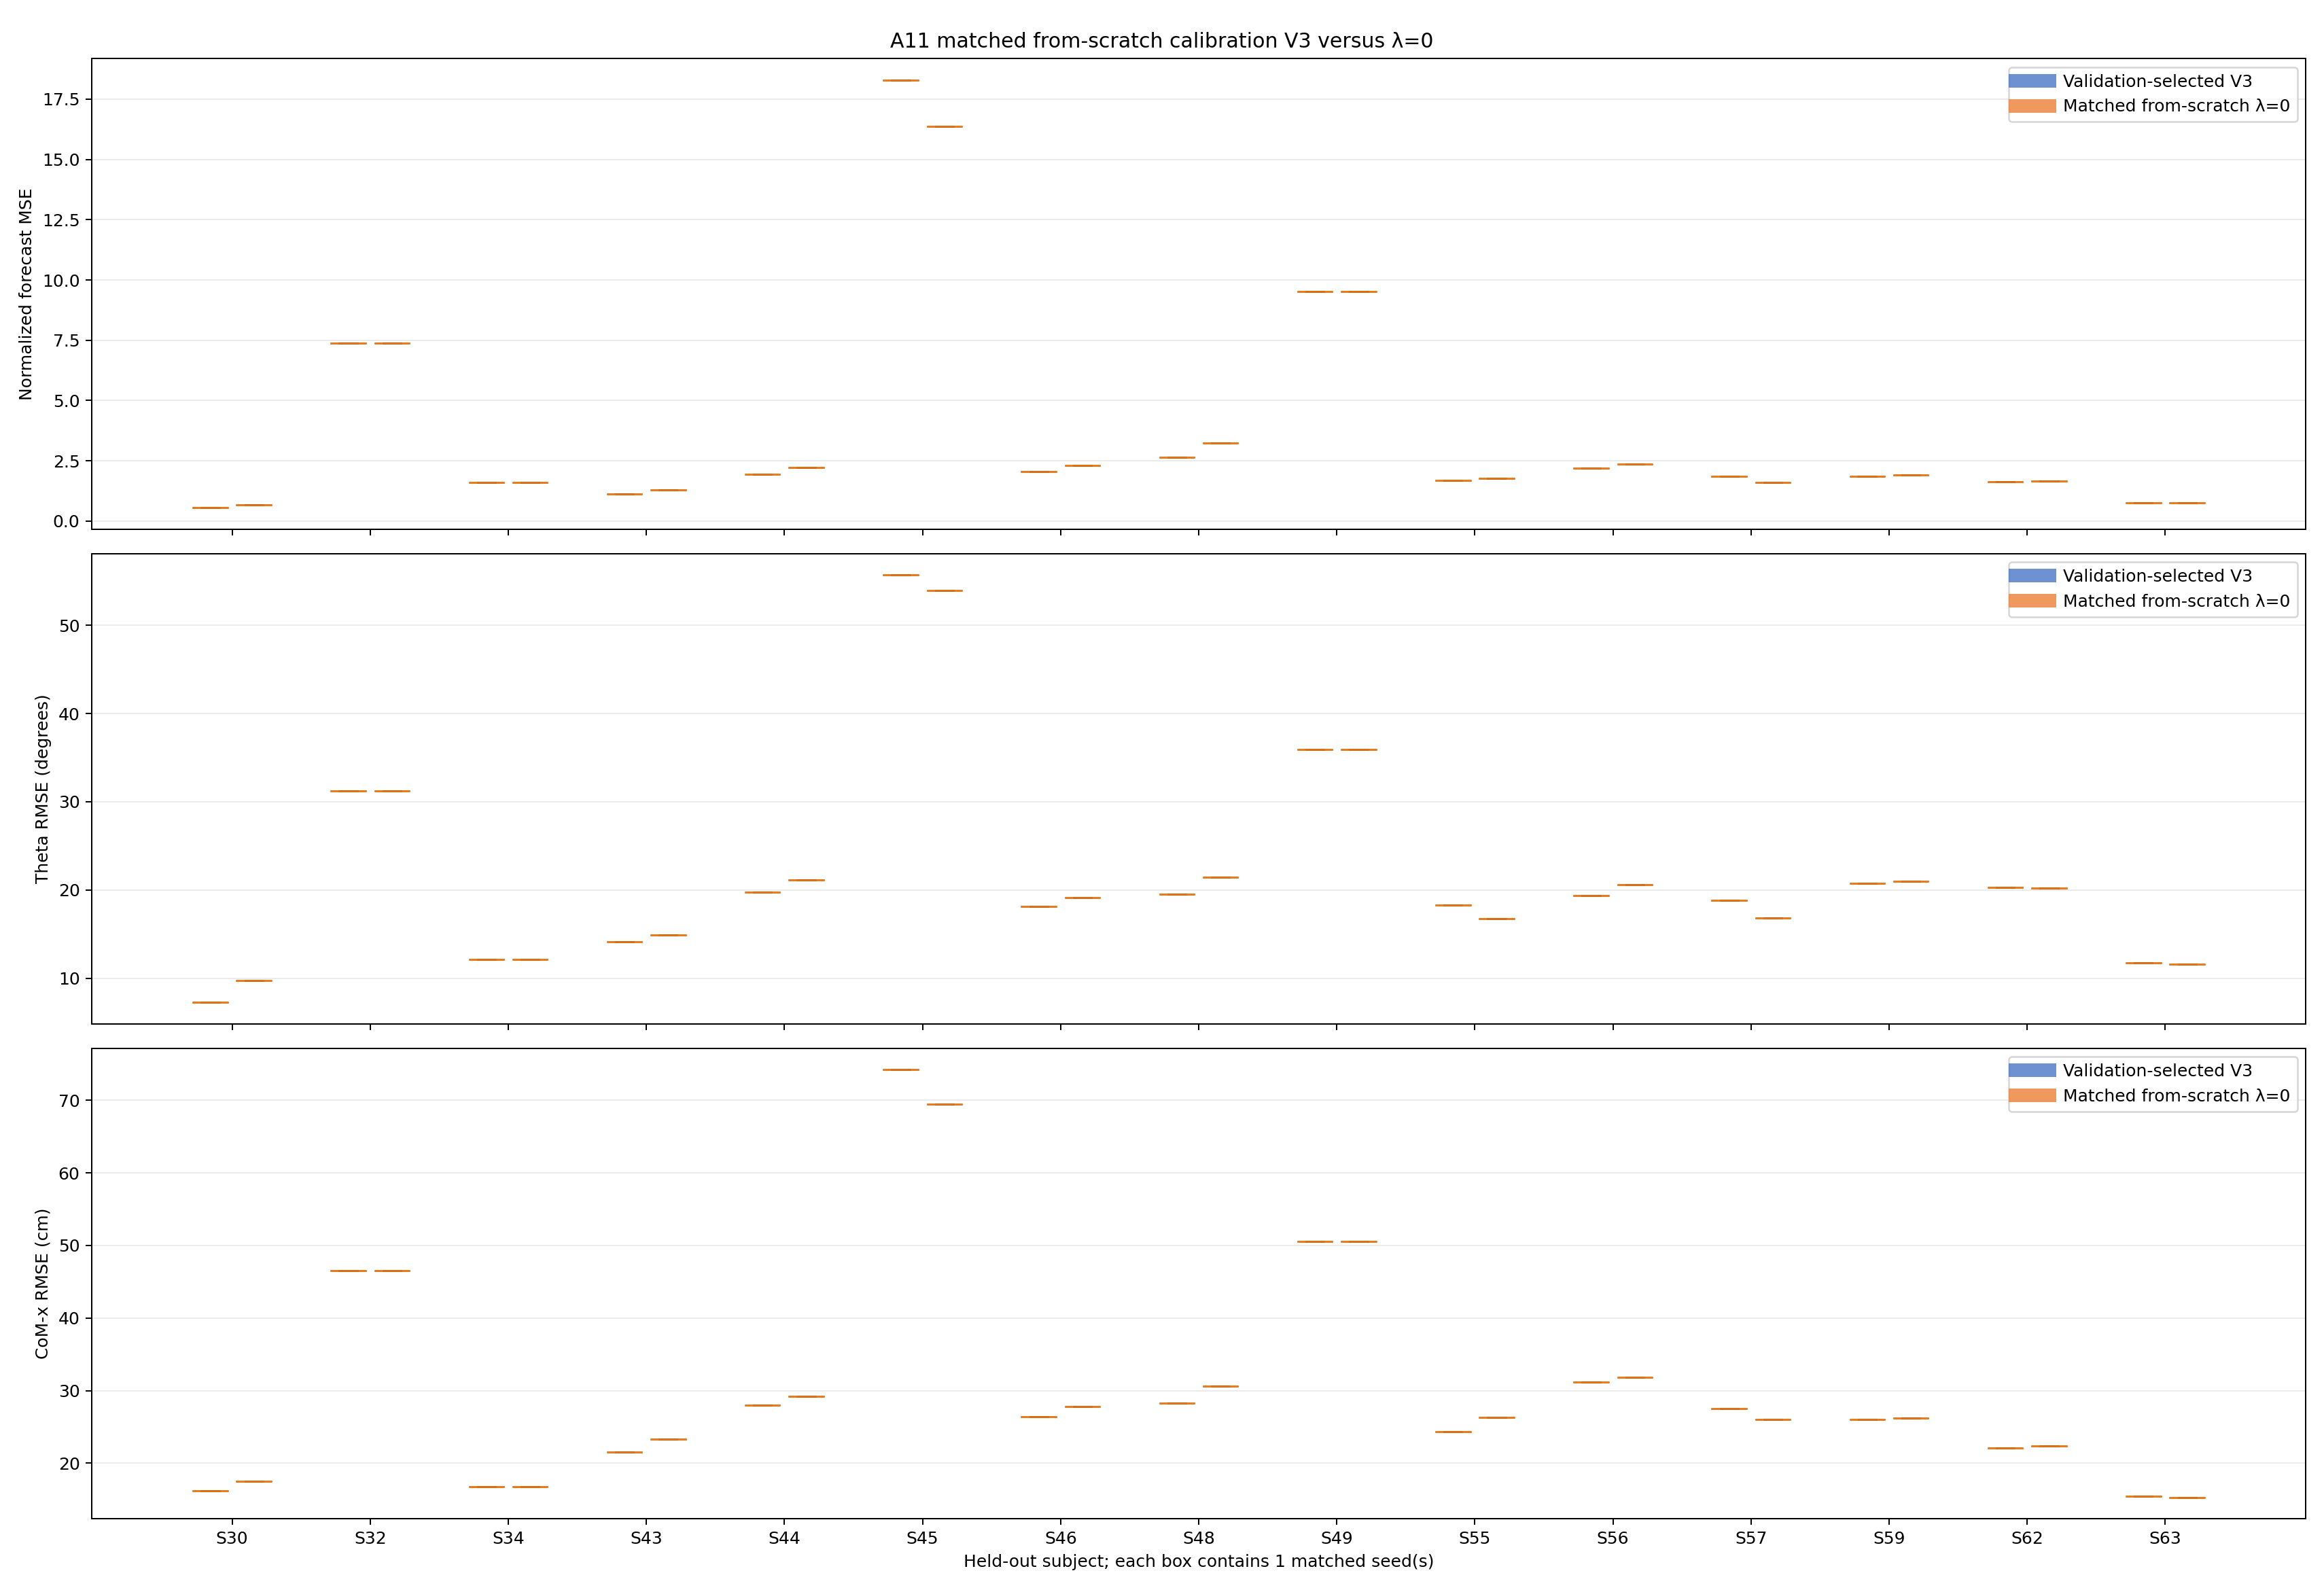 A11 matched from-scratch calibration V3 versus λ=0
Normalized forecast MSE
17.5
15.0
12.5
10.0
7.5
5.0
2.5
0.0
Validation-selected V3
Matched from-scratch λ=0
Theta RMSE (degrees)
50
40
30
20
10
Validation-selected V3
Matched from-scratch λ=0
CoM-x RMSE (cm)
70
60
50
40
30
20
Validation-selected V3
Matched from-scratch λ=0
S30 S32 S34 S43 S44 S45 S46 S48 S49 S55 S56 S57 S59 S62 S63
Held-out subject; each box contains 1 matched seed(s)